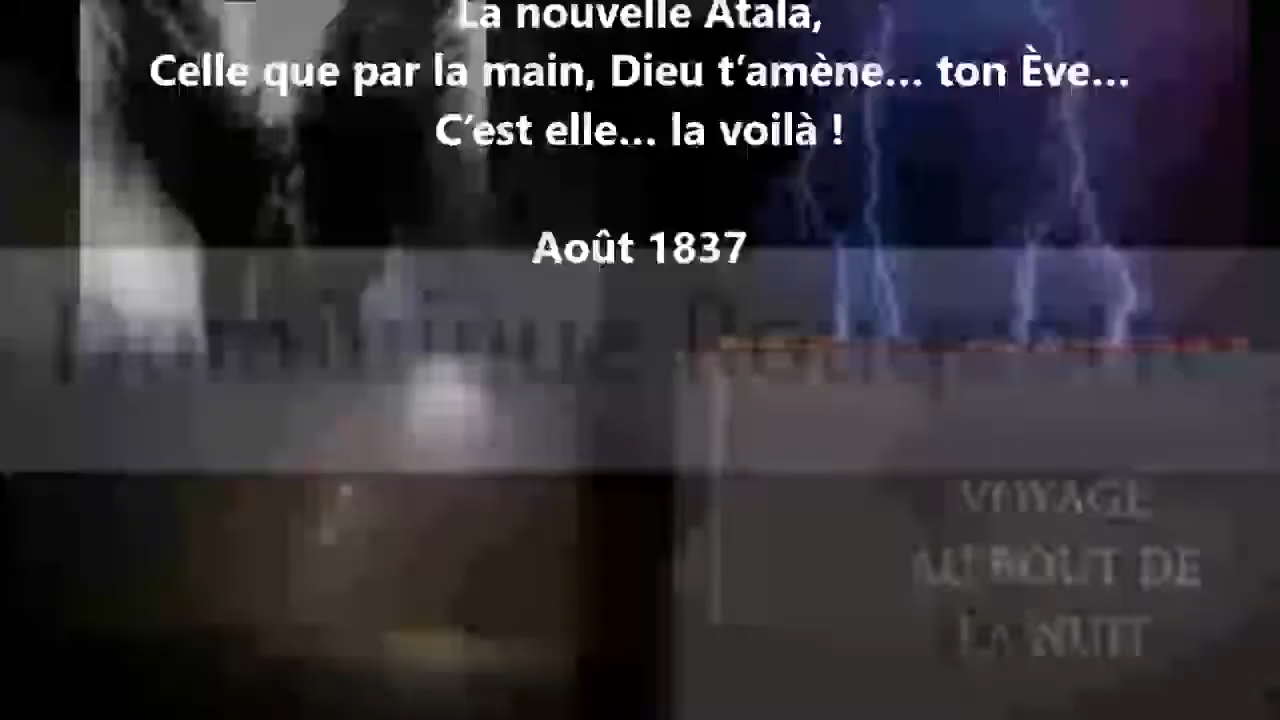 La nouvelle Atala,
Celle que par la main, Dieu t’amène... ton Ève...
C’est elle... la voilà !
Août 1837
VOYAGE
AU BOUT DE
LA NUIT